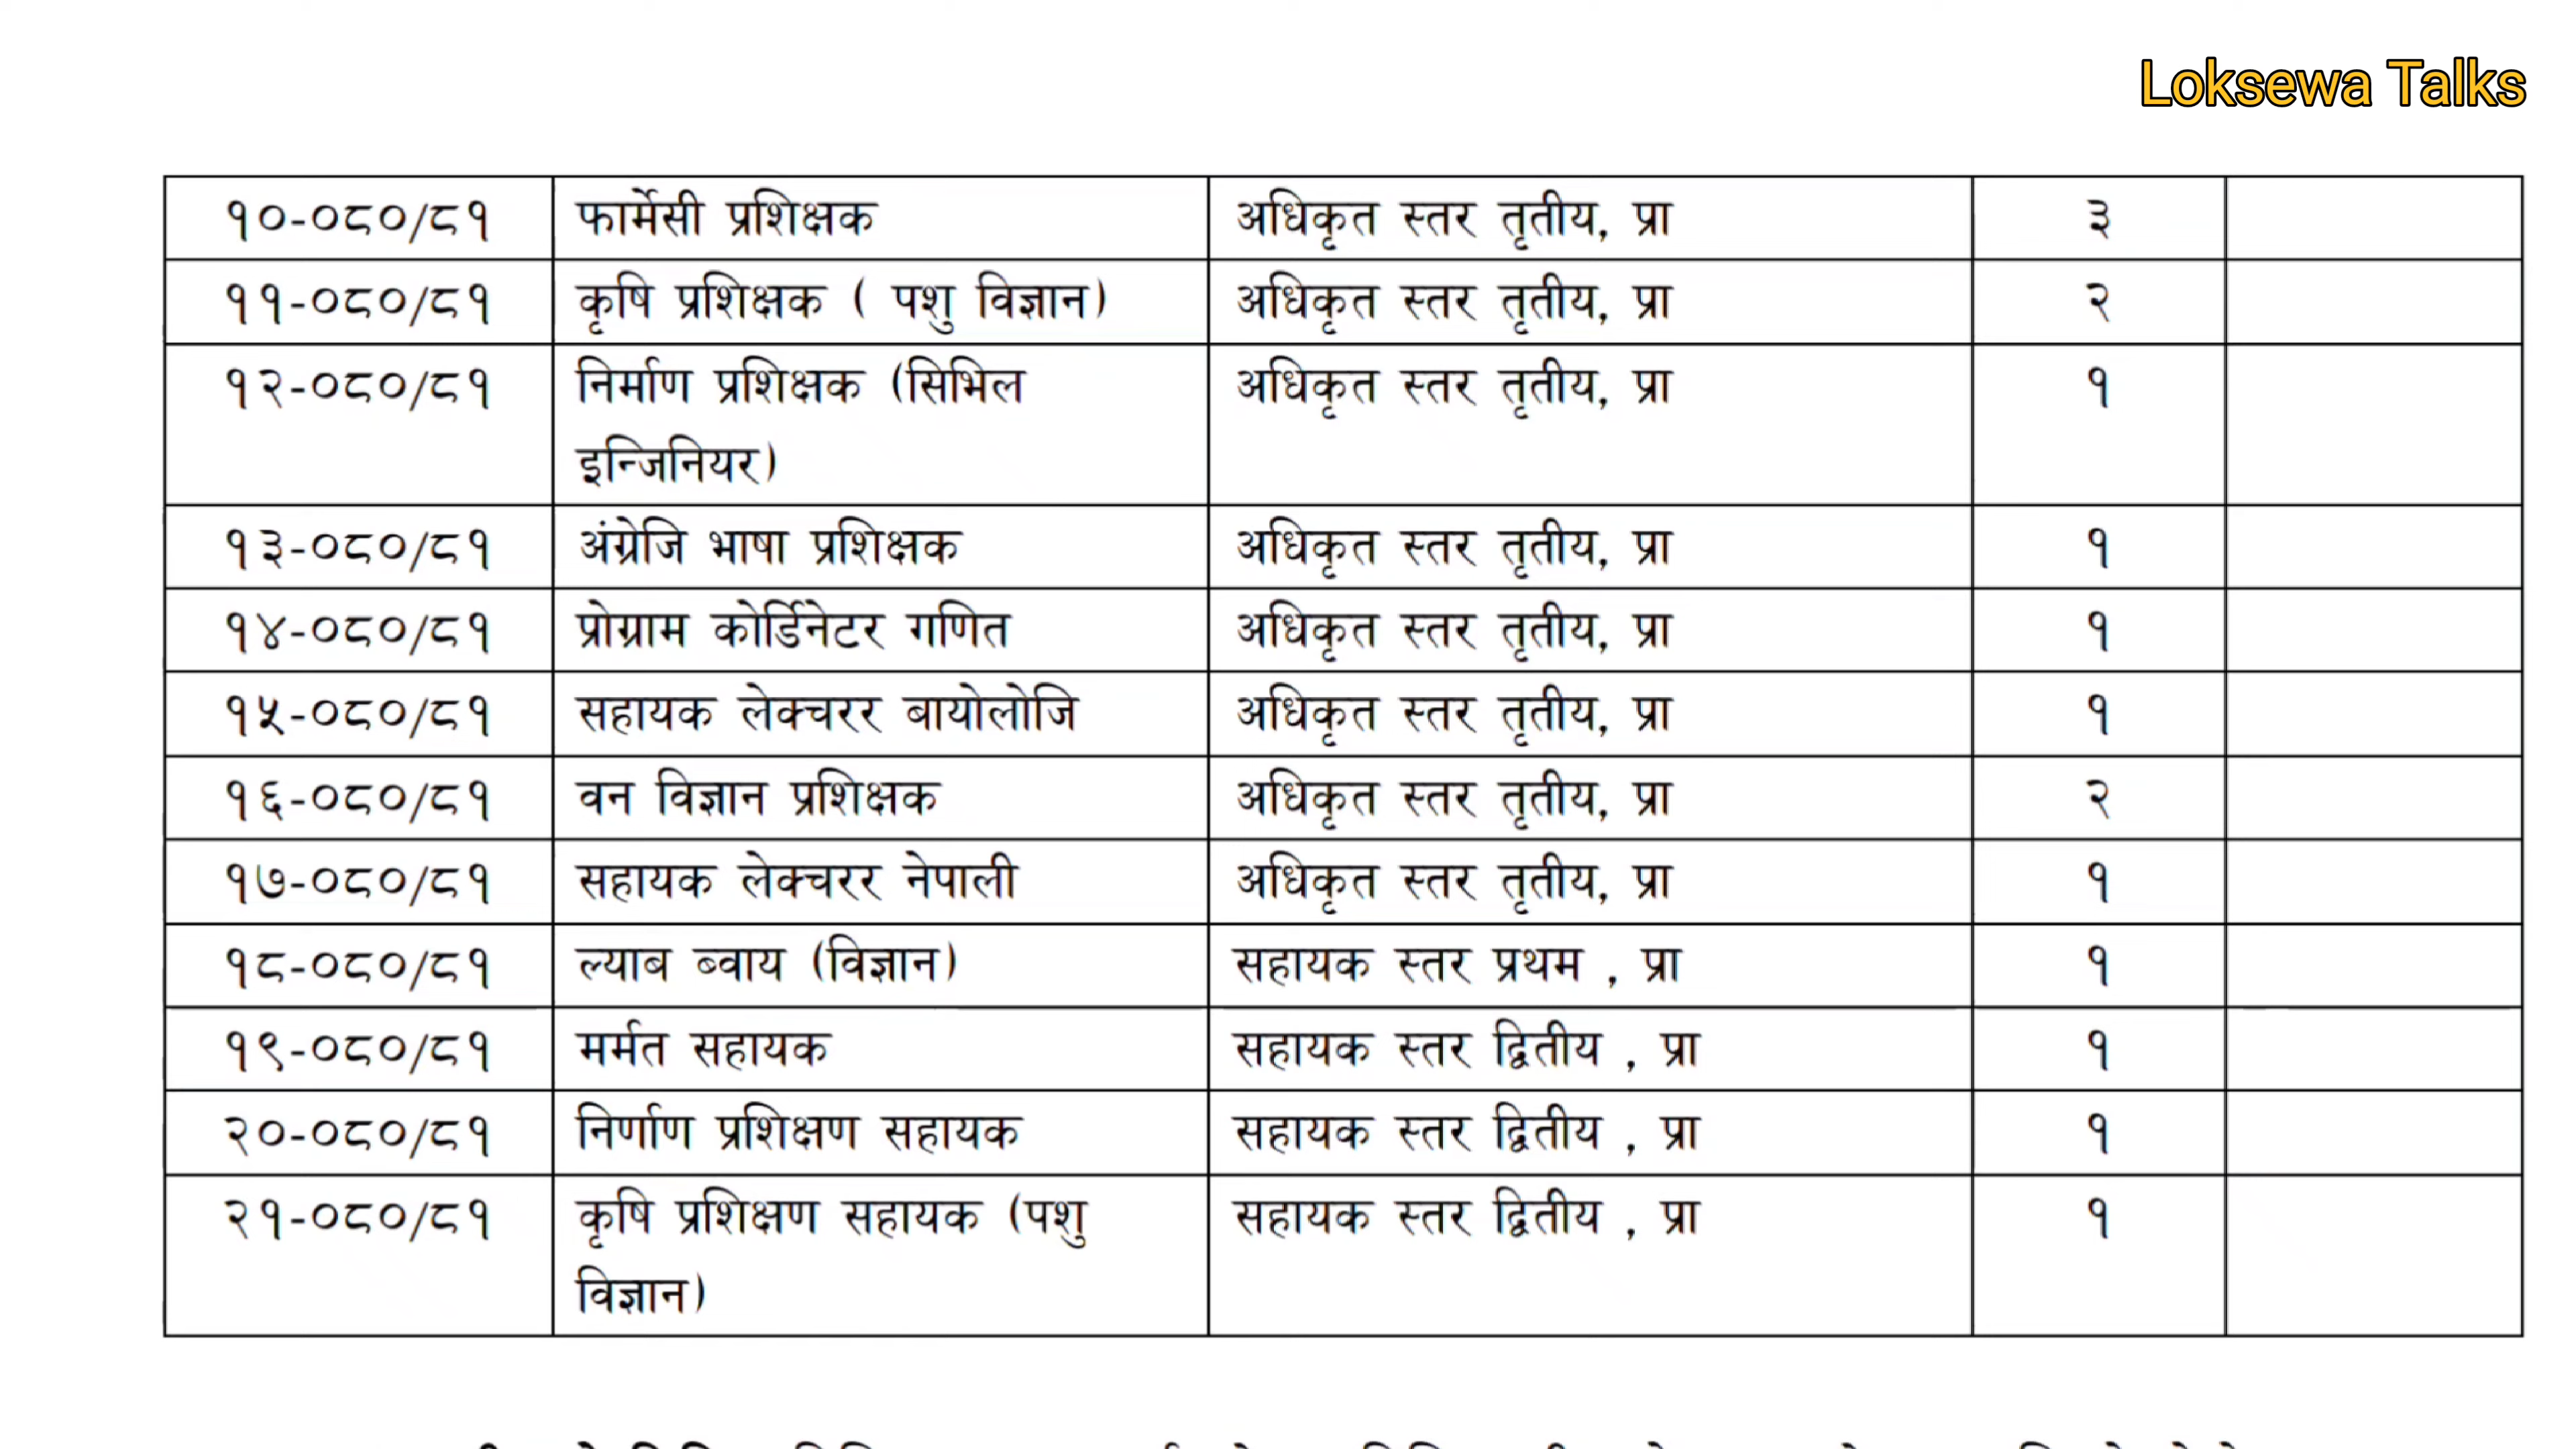 Loksewa Talks
१०-०८०/८१ फार्मेसी प्रशिक्षक अधिकृत स्तर तृतीय, प्रा ३
११-०८०/८१ कृषि प्रशिक्षक ( पशु विज्ञान) अधिकृत स्तर तृतीय, प्रा २
१२-०८०/८१ निर्माण प्रशिक्षक (सिभिल अधिकृत स्तर तृतीय, प्रा १
इन्जिनियर)
१३-०८०/८१ अंग्रेजि भाषा प्रशिक्षक अधिकृत स्तर तृतीय, प्रा १
१४-०८०/८१ प्रोग्राम कोर्डिनेटर गणित अधिकृत स्तर तृतीय, प्रा १
१५-०८०/८१ सहायक लेक्चरर बायोलोजि अधिकृत स्तर तृतीय, प्रा १
१६-०८०/८१ वन विज्ञान प्रशिक्षक अधिकृत स्तर तृतीय, प्रा २
१७-०८०/८१ सहायक लेक्चरर नेपाली अधिकृत स्तर तृतीय, प्रा १
१८-०८०/८१ ल्याब ब्वाय (विज्ञान) सहायक स्तर प्रथम , प्रा १
१९-०८०/८१ मर्मत सहायक सहायक स्तर द्वितीय , प्रा १
२०-०८०/८१ निर्णाण प्रशिक्षण सहायक सहायक स्तर द्वितीय , प्रा १
२१-०८०/८१ कृषि प्रशिक्षण सहायक (पशु सहायक स्तर द्वितीय , प्रा १
विज्ञान)